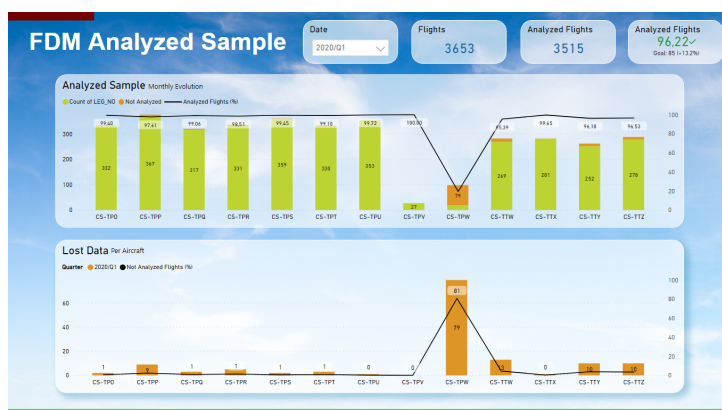 FDM Analyzed Sample
Date
2020/Q1
Flights
3653
Analyzed Flights
3515
Analyzed Flights
96,22✓
Goal: 85 (+13.2%)
Analyzed Sample Monthly Evolution
Count of LEG_NO Not Analyzed Analyzed Flights (%)
300
200
100
0
99.40 97.61 99.06 98.51 99.45 99.10 99.72 100.00 95.39 99.65 96.18 96.53
332 367 317 331 359 330 353 27 79 269 281 252 278
100
80
60
40
20
0
CS-TPO CS-TPP CS-TPQ CS-TPR CS-TPS CS-TPT CS-TPU CS-TPV CS-TPW CS-TTW CS-TTX CS-TTY CS-TTZ
Lost Data Per Aircraft
Quarter 2020/Q1 Not Analyzed Flights (%)
60
40
20
0
81
79
1 9 1 1 1 1 0 0 13 0 10 10
100
80
60
40
20
0
CS-TPO CS-TPP CS-TPQ CS-TPR CS-TPS CS-TPT CS-TPU CS-TPV CS-TPW CS-TTW CS-TTX CS-TTY CS-TTZ